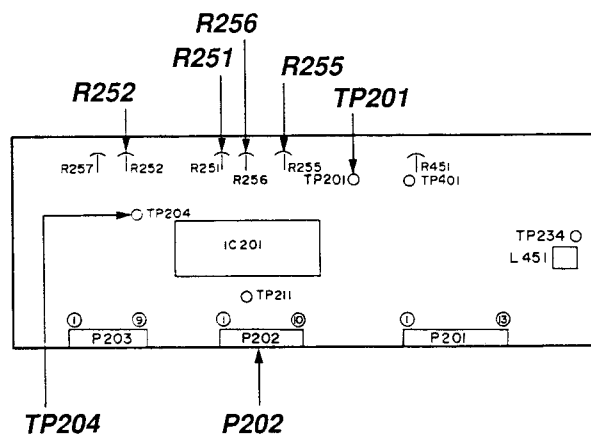 R256
R251
R255
R252
TP201
R257
R252
R251
R256
R255
TP201
R451
TP401
TP204
IC201
TP234
L451
TP211
1
9
1
10
1
13
P203
P202
P201
TP204
P202